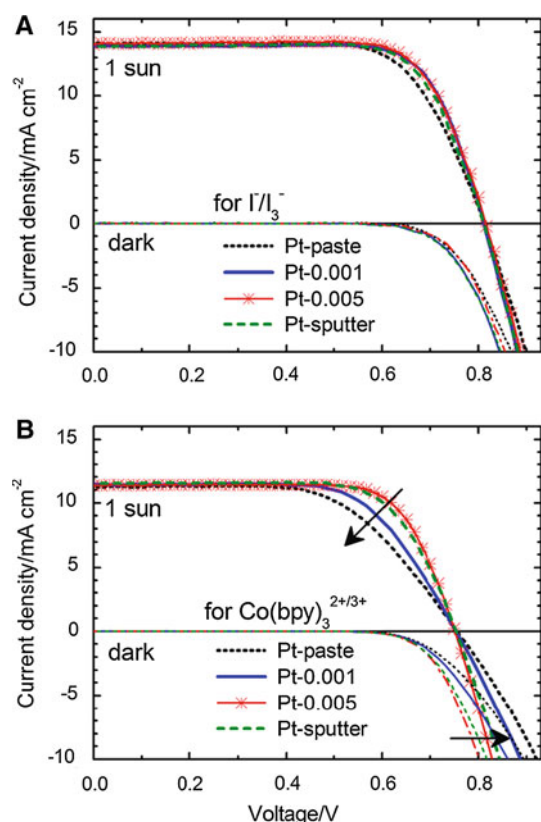 A
Current density/mA cm⁻²
15
10
5
0
-5
-10
1 sun
for I⁻/I₃⁻
dark
Pt-paste
Pt-0.001
Pt-0.005
Pt-sputter
0.0 0.2 0.4 0.6 0.8
B
Current density/mA cm⁻²
15
10
5
0
-5
-10
1 sun
for Co(bpy)₃²⁺/³⁺
dark
Pt-paste
Pt-0.001
Pt-0.005
Pt-sputter
0.0 0.2 0.4 0.6 0.8
Voltage/V